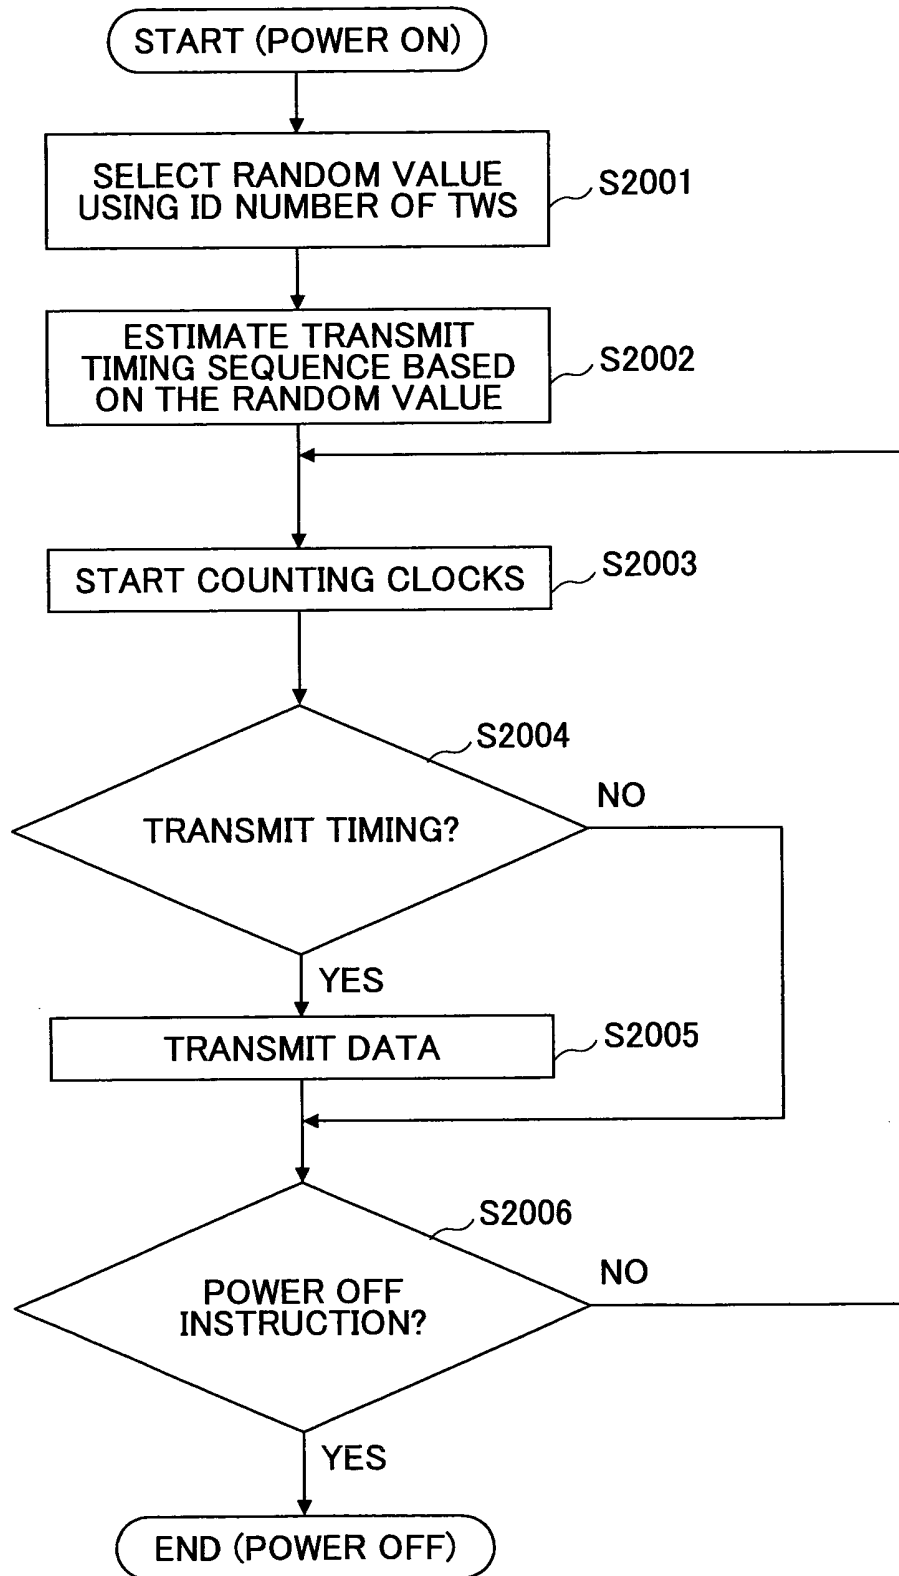 START (POWER ON)
SELECT RANDOM VALUE
USING ID NUMBER OF TWS
S2001
ESTIMATE TRANSMIT
TIMING SEQUENCE BASED
ON THE RANDOM VALUE
S2002
START COUNTING CLOCKS
S2003
S2004
TRANSMIT TIMING?
NO
YES
TRANSMIT DATA
S2005
S2006
POWER OFF
INSTRUCTION?
NO
YES
END (POWER OFF)